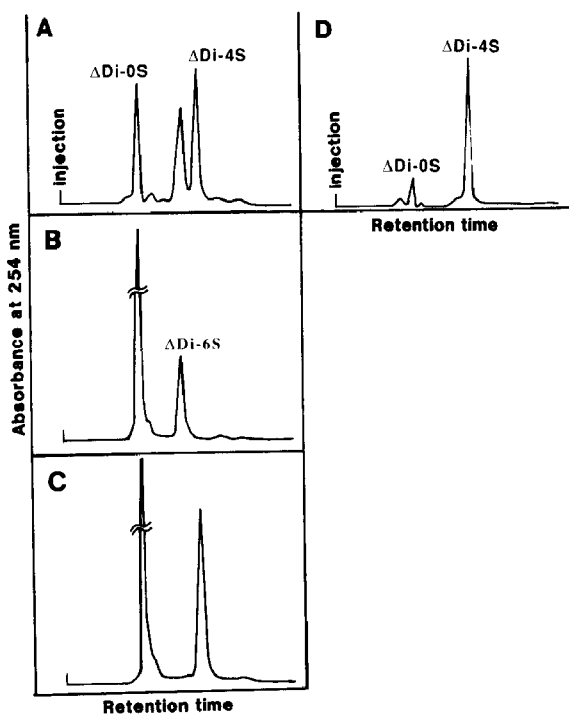 A
ΔDi-0S
ΔDi-4S
injection
D
ΔDi-4S
ΔDi-0S
injection
Retention time
Absorbance at 254 nm
B
ΔDi-6S
C
Retention time